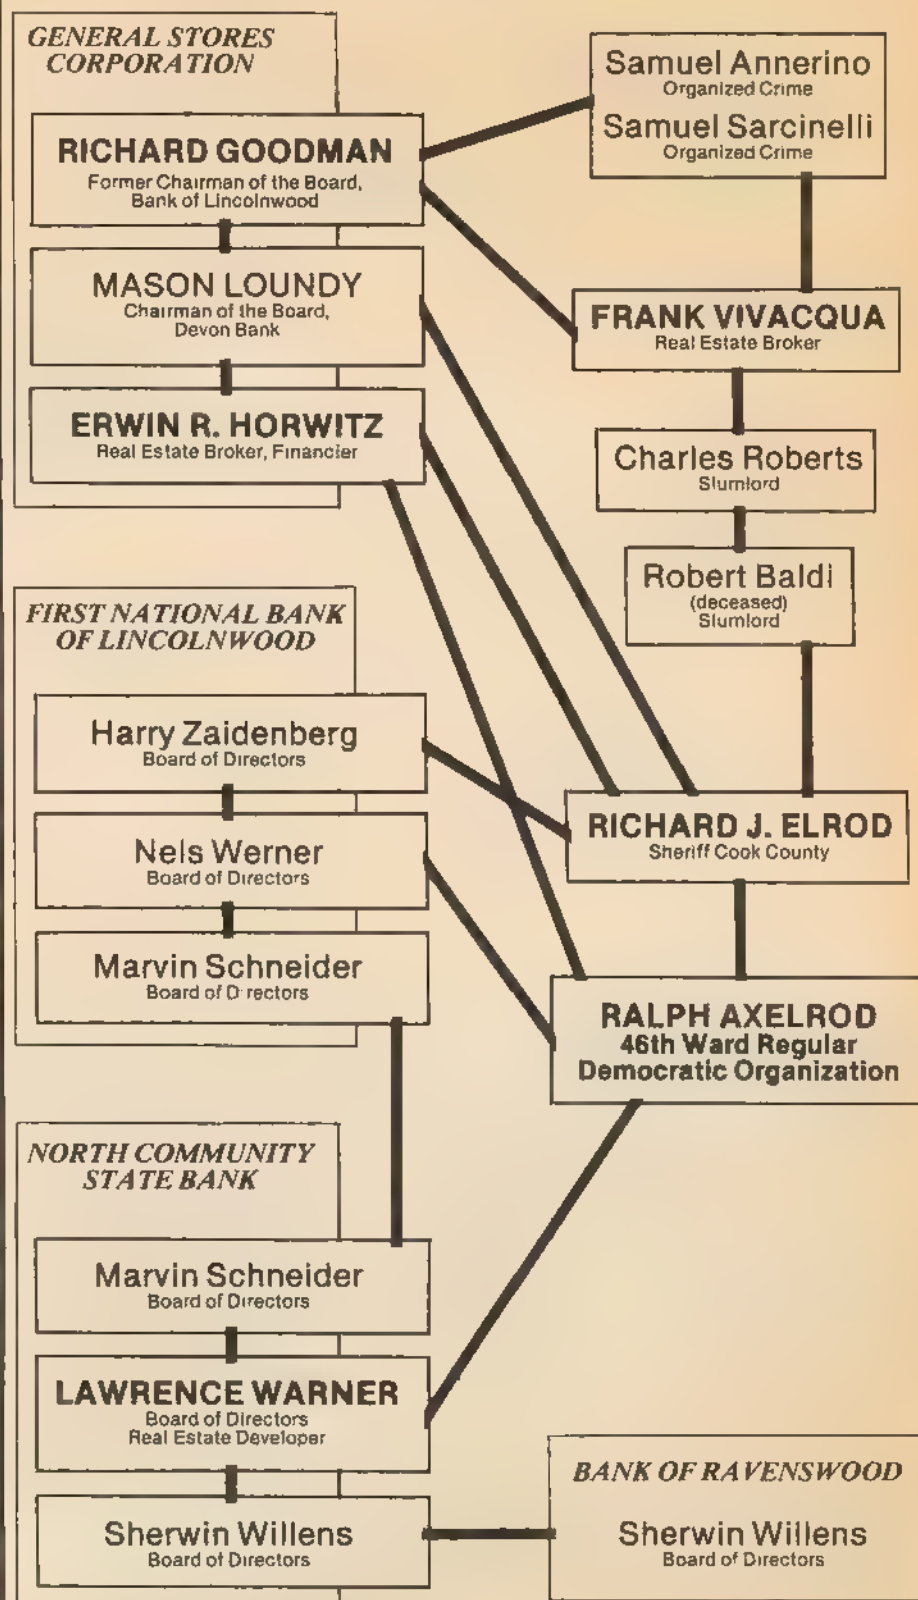 GENERAL STORES
CORPORATION
RICHARD GOODMAN
Former Chairman of the Board,
Bank of Lincolnwood
MASON LOUNDY
Chairman of the Board,
Devon Bank
ERWIN R. HORWITZ
Real Estate Broker, Financier
Samuel Annerino
Organized Crime
Samuel Sarcinelli
Organized Crime
FRANK VIVACQUA
Real Estate Broker
Charles Roberts
Slumlord
Robert Baldi
(deceased)
Slumlord
FIRST NATIONAL BANK
OF LINCOLNWOOD
Harry Zaidenberg
Board of Directors
Nels Werner
Board of Directors
Marvin Schneider
Board of Directors
RICHARD J. ELROD
Sheriff Cook County
RALPH AXELROD
46th Ward Regular
Democratic Organization
NORTH COMMUNITY
STATE BANK
Marvin Schneider
Board of Directors
LAWRENCE WARNER
Board of Directors
Real Estate Developer
Sherwin Willens
Board of Directors
BANK OF RAVENSWOOD
Sherwin Willens
Board of Directors